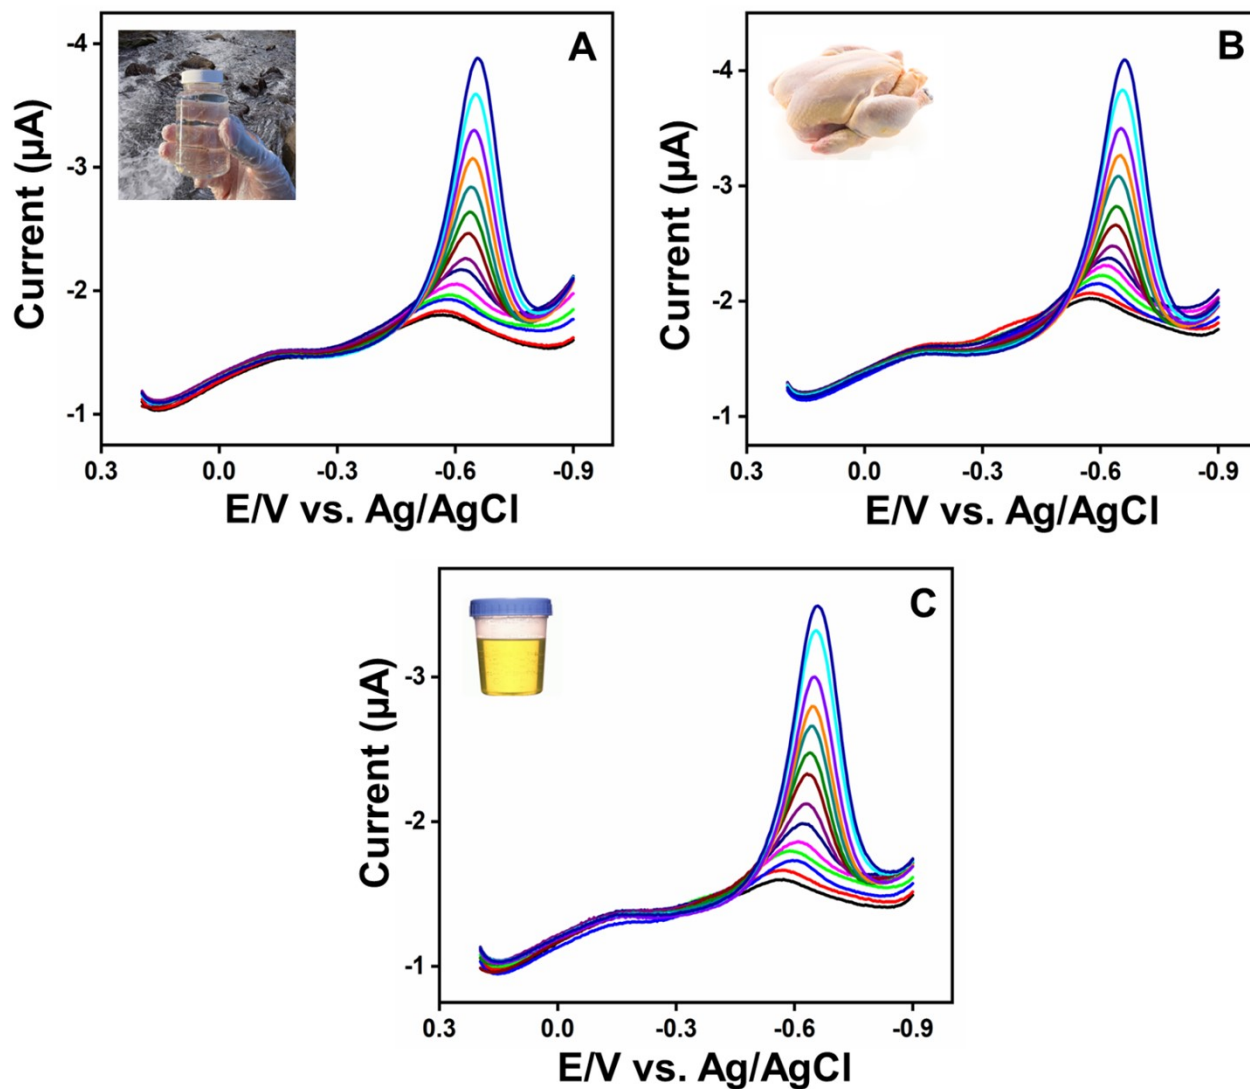 A
-4
-3
-2
-1
Current (µA)
0.3 0.0 -0.3 -0.6 -0.9
E/V vs. Ag/AgCl
B
-4
-3
-2
-1
Current (µA)
0.3 0.0 -0.3 -0.6 -0.9
E/V vs. Ag/AgCl
C
-3
-2
-1
Current (µA)
0.3 0.0 -0.3 -0.6 -0.9
E/V vs. Ag/AgCl